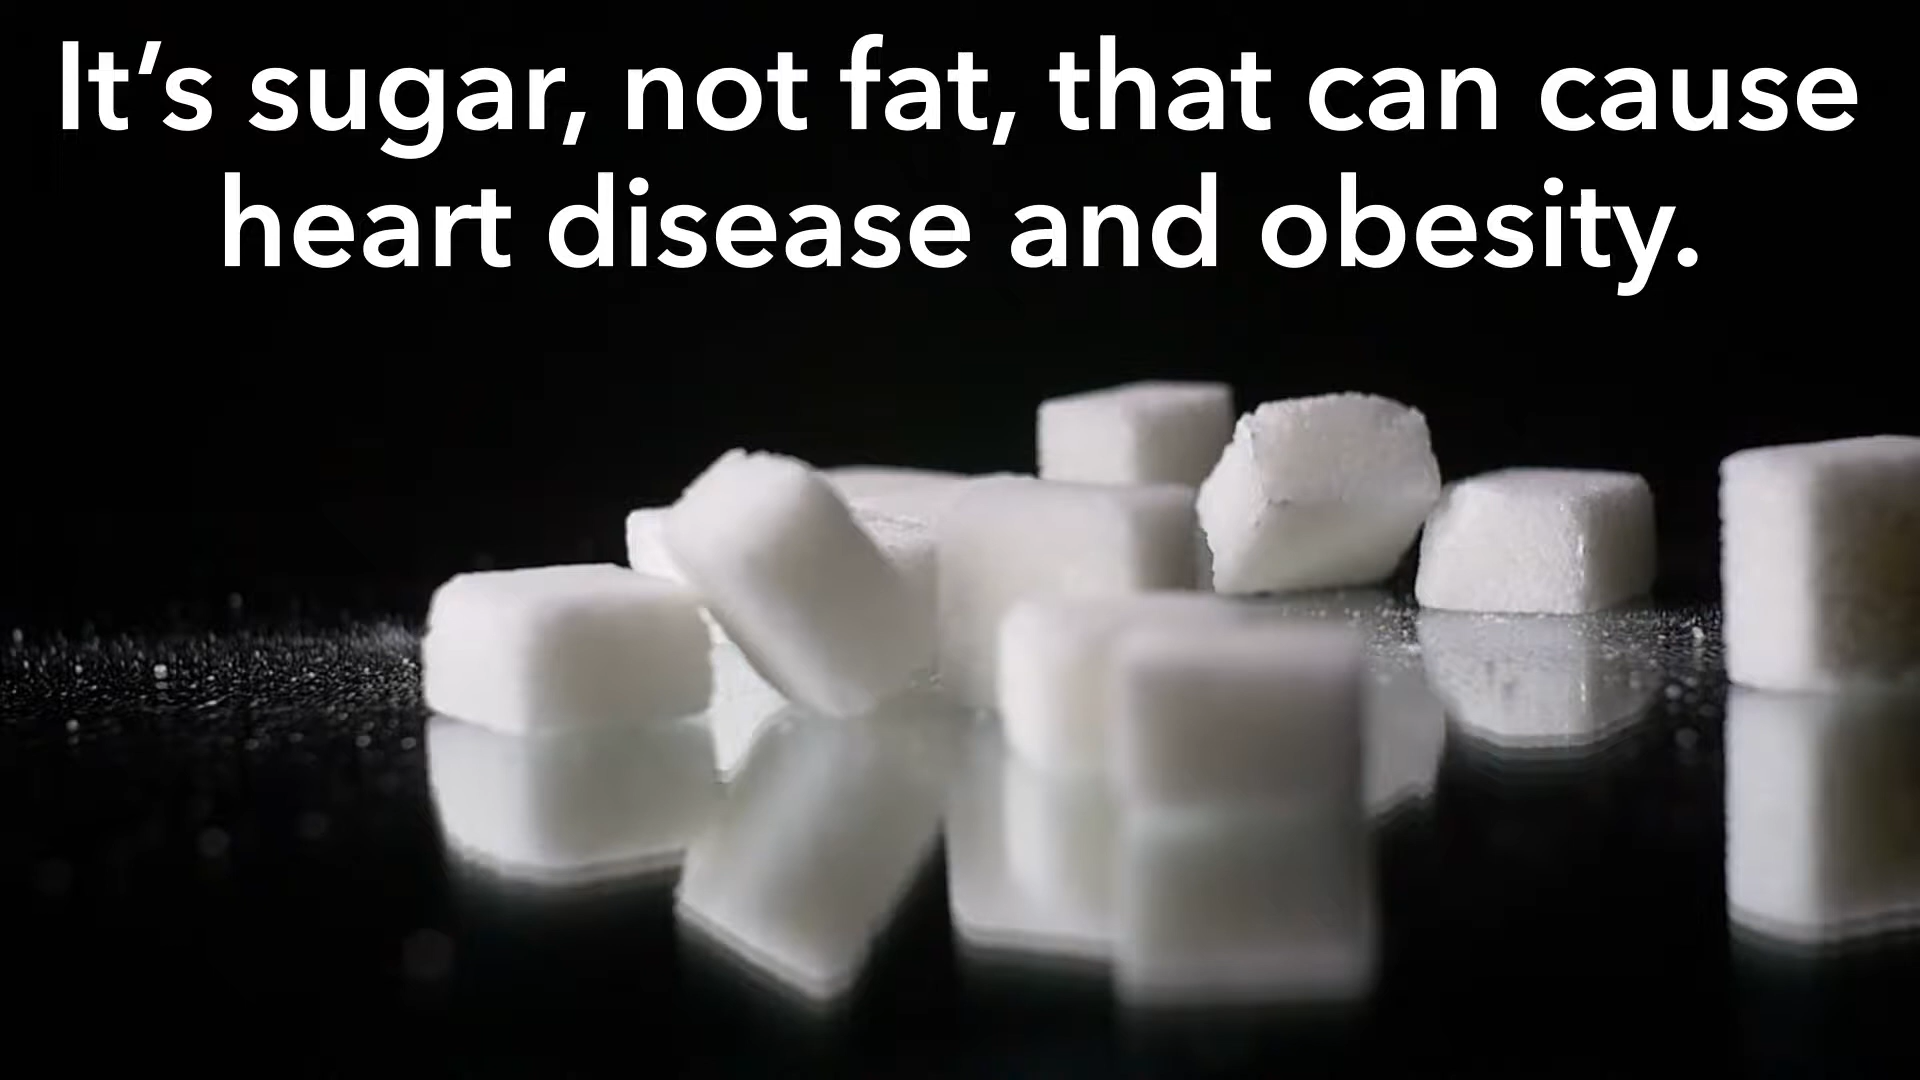 It’s sugar, not fat, that can cause
heart disease and obesity.